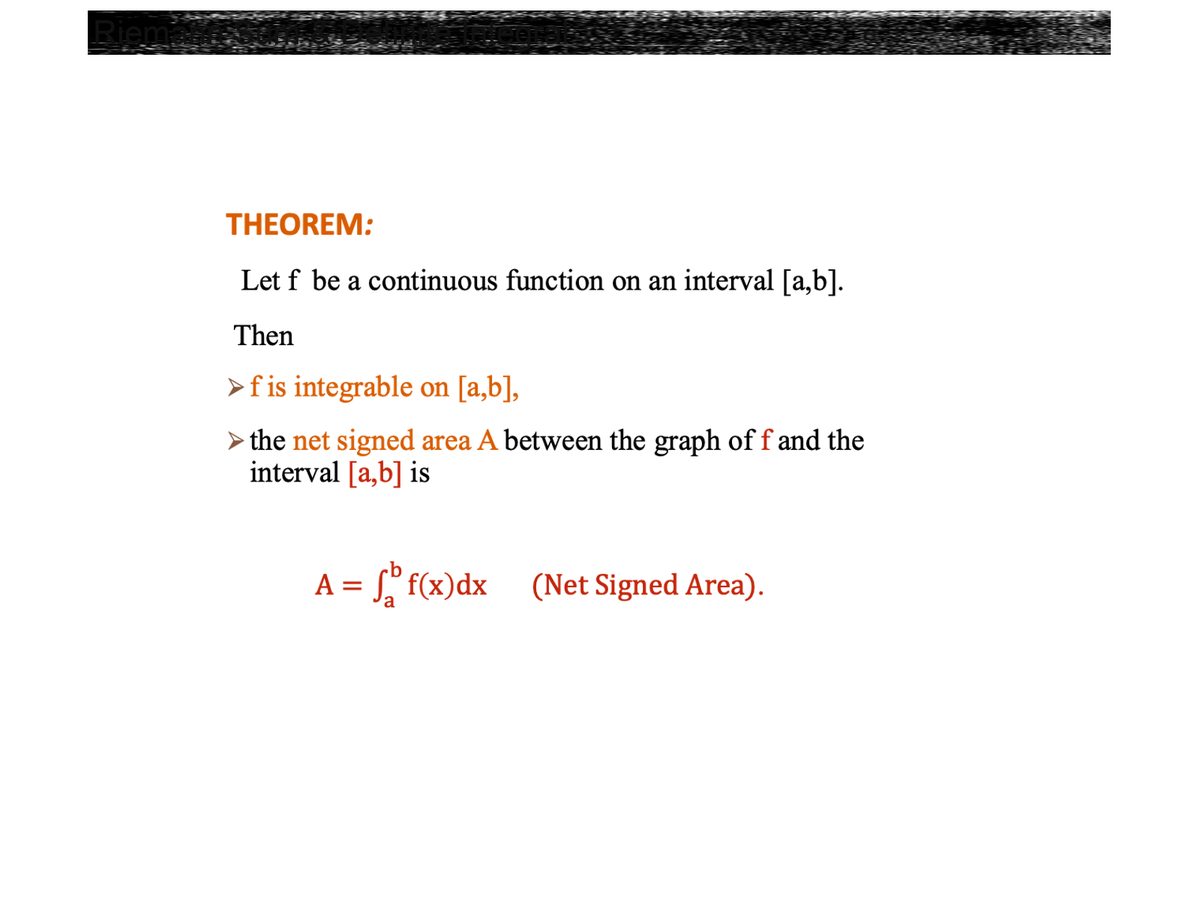 THEOREM:
Let f be a continuous function on an interval [a,b].
Then
➢ f is integrable on [a,b],
➢ the net signed area A between the graph of f and the
interval [a,b] is
A = ∫ₐᵇ f(x)dx (Net Signed Area).